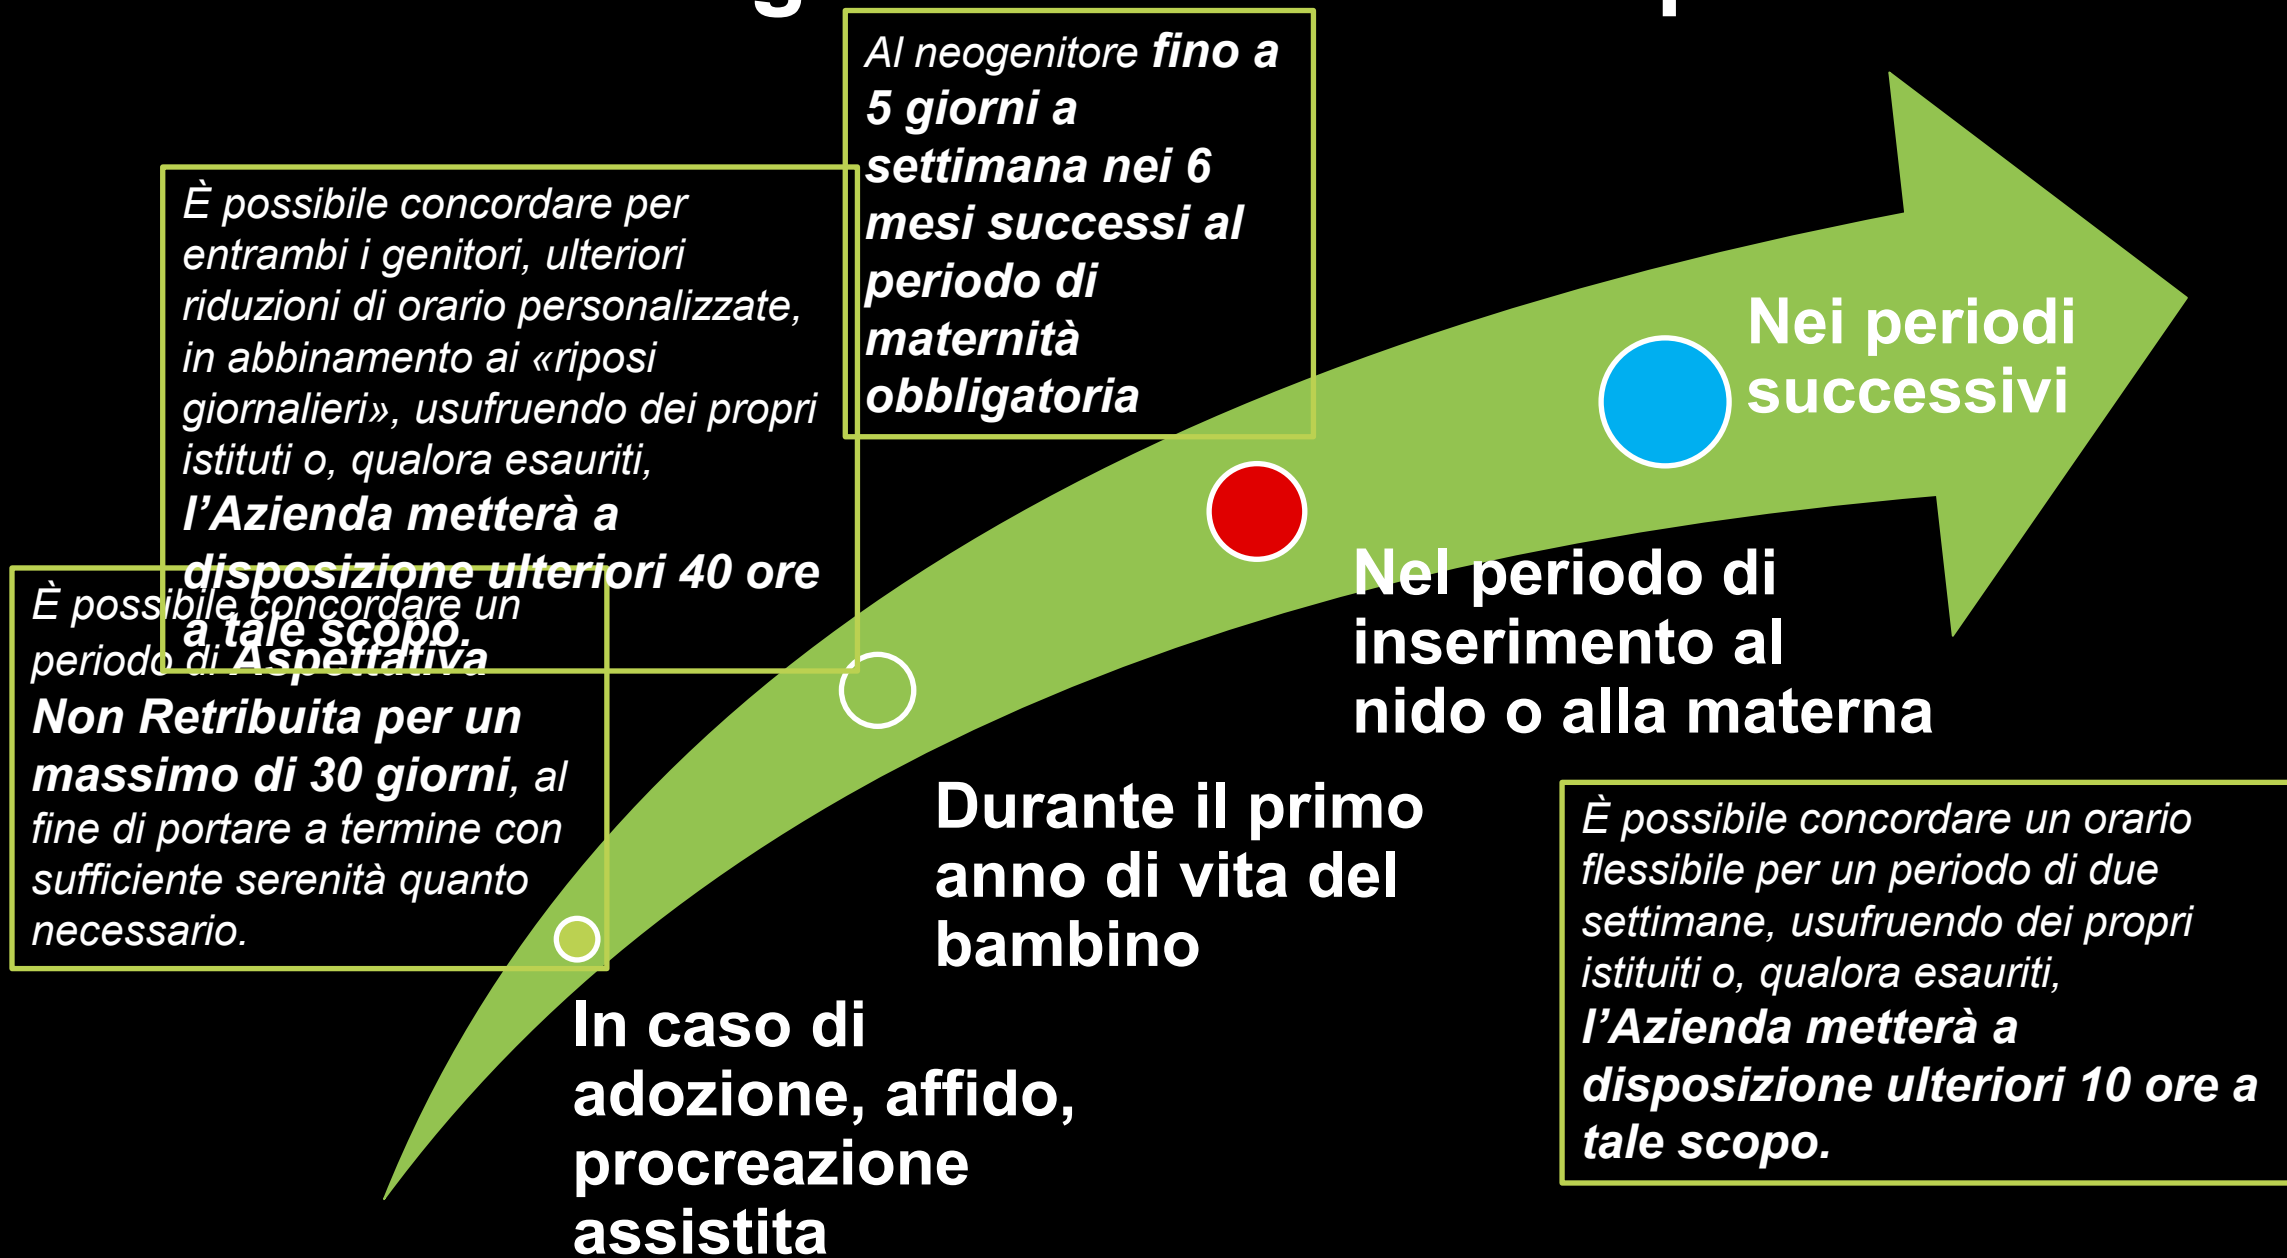 Al neogenitore fino a
5 giorni a
settimana nei 6
mesi successi al
periodo di
maternità
obbligatoria
È possibile concordare per
entrambi i genitori, ulteriori
riduzioni di orario personalizzate,
in abbinamento ai «riposi
giornalieri», usufruendo dei propri
istituti o, qualora esauriti,
l’Azienda metterà a
disposizione ulteriori 40 ore
a tale scopo.
È possibile concordare un
periodo di Aspettativa
Non Retribuita per un
massimo di 30 giorni, al
fine di portare a termine con
sufficiente serenità quanto
necessario.
Nei periodi
successivi
Nel periodo di
inserimento al
nido o alla materna
Durante il primo
anno di vita del
bambino
In caso di
adozione, affido,
procreazione
assistita
È possibile concordare un orario
flessibile per un periodo di due
settimane, usufruendo dei propri
istituiti o, qualora esauriti,
l’Azienda metterà a
disposizione ulteriori 10 ore a
tale scopo.